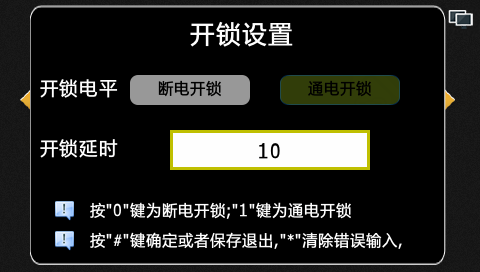 开锁设置
开锁电平 断电开锁 通电开锁
开锁延时 10
按"0"键为断电开锁;"1"键为通电开锁
按"#"键确定或者保存退出,"*"清除错误输入,